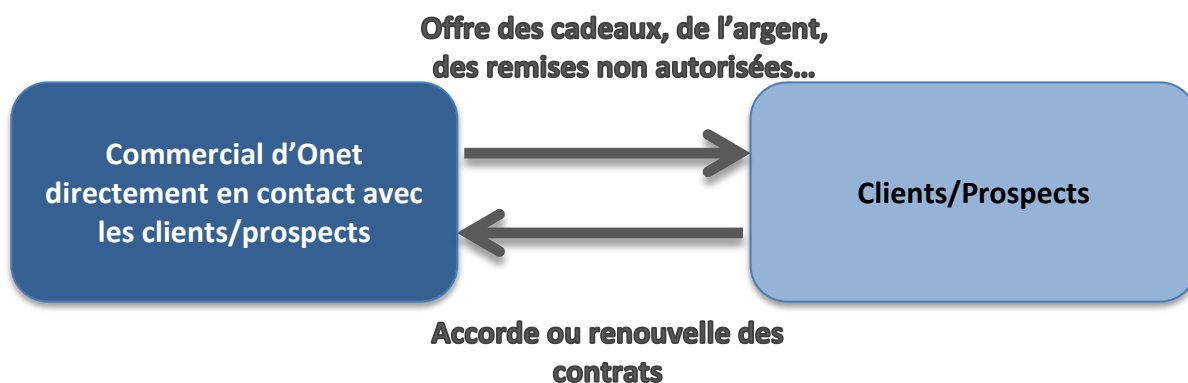 Offre des cadeaux, de l’argent,
des remises non autorisées…
Commercial d’Onet
directement en contact avec
les clients/prospects
Clients/Prospects
Accorde ou renouvelle des
contrats